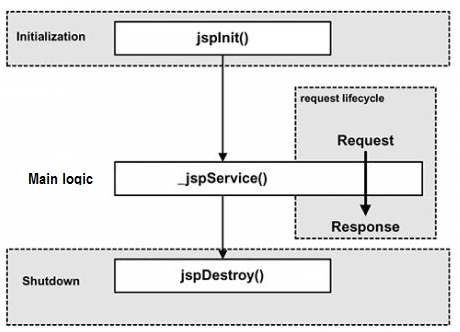 Initialization
jspInit()
request lifecycle
Request
Main logic
_jspService()
Response
Shutdown
jspDestroy()